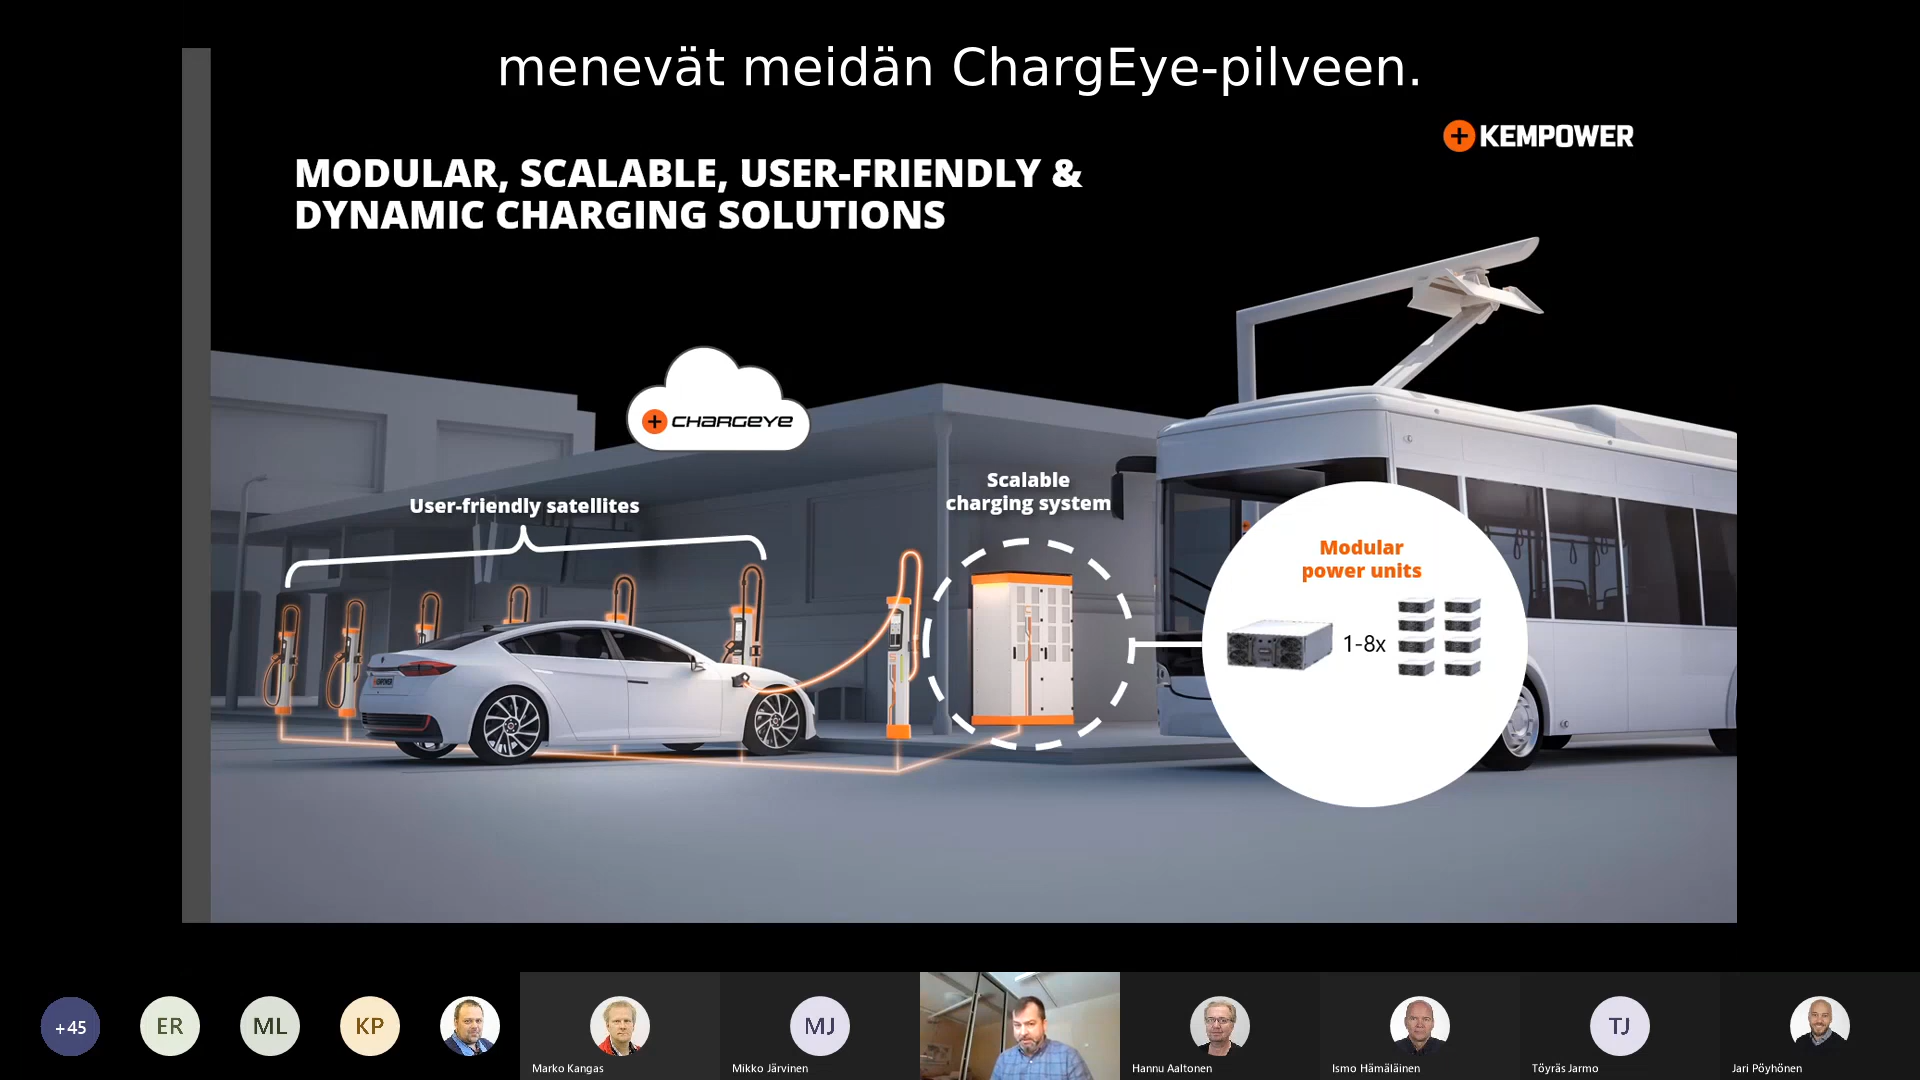 menevät meidän ChargEye-pilveen.
KEMPOWER
MODULAR, SCALABLE, USER-FRIENDLY &
DYNAMIC CHARGING SOLUTIONS
CHARGEYE
User-friendly satellites
Scalable
charging system
Modular
power units
1-8x
KEMPOWER
+45
ER
ML
KP
MJ
TJ
Marko Kangas
Mikko Järvinen
Hannu Aaltonen
Ismo Hämäläinen
Töyräs Jarmo
Jari Pöyhönen